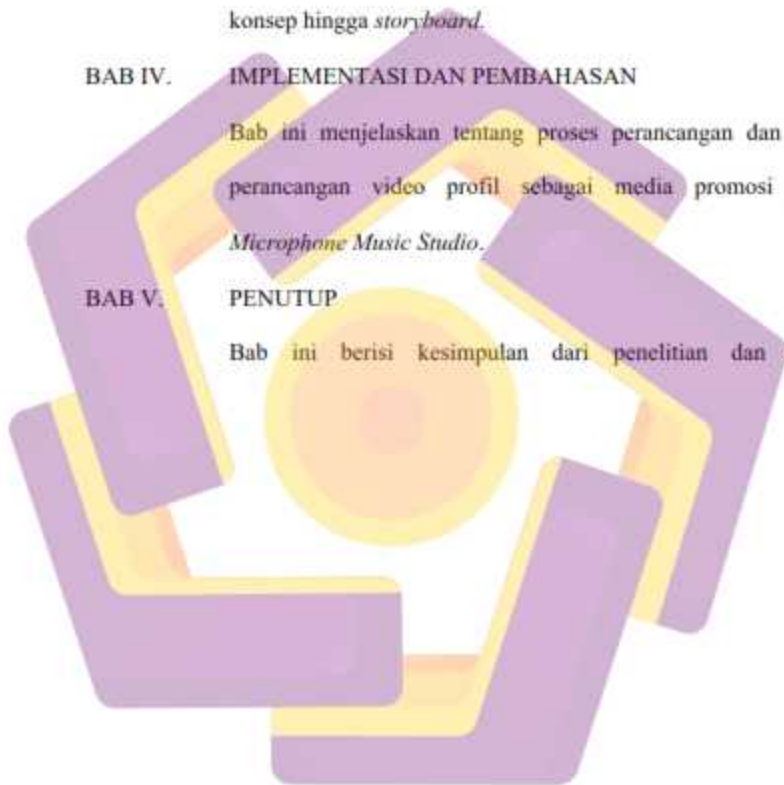 konsep hingga storyboard.
BAB IV. IMPLEMENTASI DAN PEMBAHASAN
Bab ini menjelaskan tentang proses perancangan dan
perancangan video profil sebagai media promosi
Microphone Music Studio.
BAB V. PENUTUP
Bab ini berisi kesimpulan dari penelitian dan